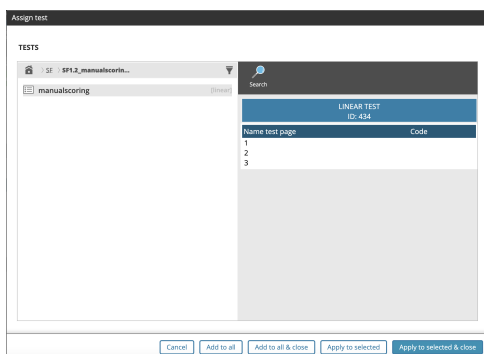 Assign test
TESTS
SF SF1.2_manualscorin...
manualscoring [linear]
Search
LINEAR TEST
ID: 434
Name test page Code
1
2
3
Cancel Add to all Add to all & close Apply to selected Apply to selected & close